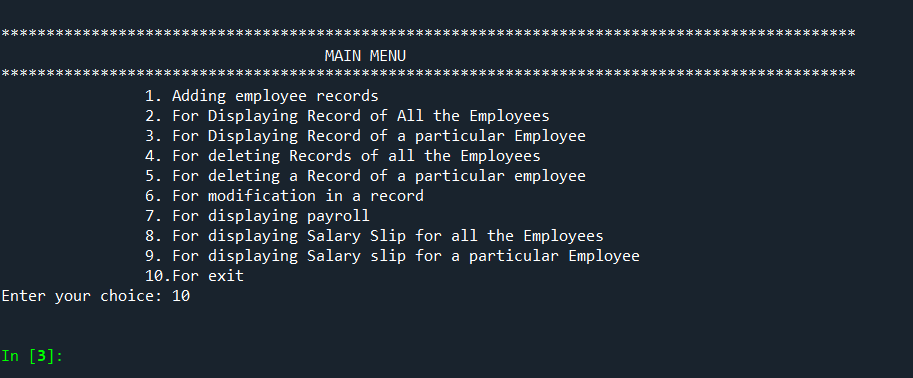 ***********************************************************************************************
MAIN MENU
***********************************************************************************************
1. Adding employee records
2. For Displaying Record of All the Employees
3. For Displaying Record of a particular Employee
4. For deleting Records of all the Employees
5. For deleting a Record of a particular employee
6. For modification in a record
7. For displaying payroll
8. For displaying Salary Slip for all the Employees
9. For displaying Salary slip for a particular Employee
10.For exit
Enter your choice: 10
In [3]: